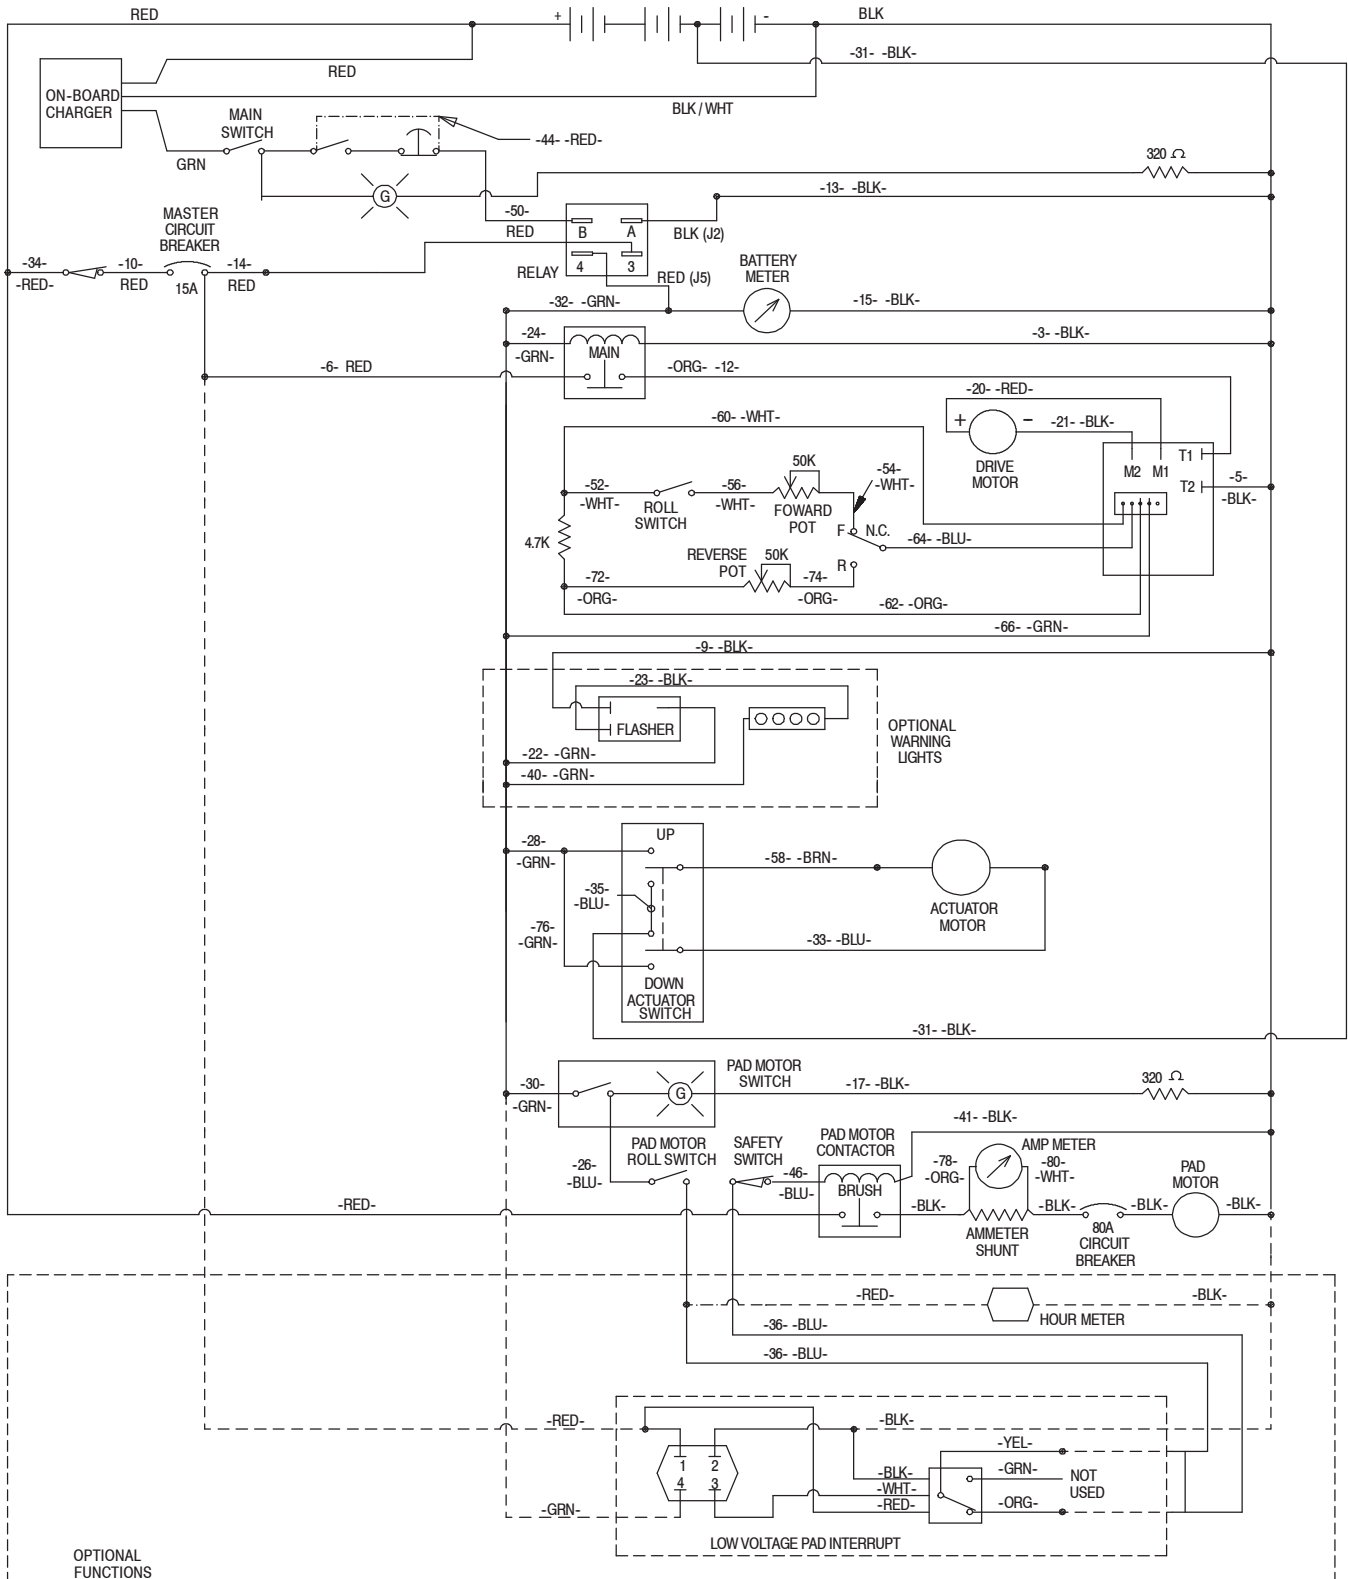 RED
+
-
BLK
-31- -BLK-
RED
ON-BOARD
CHARGER
BLK / WHT
MAIN
SWITCH
-44- -RED-
GRN
320 Ω
-13- -BLK-
G
MASTER
CIRCUIT
BREAKER
-50-
RED
B
A
BLK (J2)
-34-
-RED-
-10-
RED
15A
-14-
RED
RELAY
4
3
RED (J5)
BATTERY
METER
-32- -GRN-
-15- -BLK-
-24-
-GRN-
MAIN
-3- -BLK-
-6- RED
-ORG- -12-
-20- -RED-
+
-
-21- -BLK-
DRIVE
MOTOR
M2
M1
T1
T2
-5-
-BLK-
-60- -WHT-
50K
-54-
-WHT-
-52-
-WHT-
ROLL
SWITCH
-56-
-WHT-
FOWARD
POT
F
N.C.
-64- -BLU-
4.7K
REVERSE
POT
50K
R
-72-
-ORG-
-74-
-ORG-
-62- -ORG-
-66- -GRN-
-9- -BLK-
-23- -BLK-
FLASHER
OPTIONAL
WARNING
LIGHTS
-22- -GRN-
-40- -GRN-
UP
-28-
-GRN-
-58- -BRN-
-35-
-BLU-
ACTUATOR
MOTOR
-76-
-GRN-
-33- -BLU-
DOWN
ACTUATOR
SWITCH
-31- -BLK-
PAD MOTOR
SWITCH
-30-
-GRN-
G
-17- -BLK-
320 Ω
-41- -BLK-
PAD MOTOR
ROLL SWITCH
SAFETY
SWITCH
PAD MOTOR
CONTACTOR
AMP METER
-26-
-BLU-
-46-
-BLU-
BRUSH
-78-
-ORG-
-80-
-WHT-
PAD
MOTOR
-RED-
-BLK-
-BLK-
-BLK-
-BLK-
AMMETER
SHUNT
80A
CIRCUIT
BREAKER
-RED-
-BLK-
HOUR METER
-36- -BLU-
-36- -BLU-
-RED-
-BLK-
1
2
4
3
-YEL-
-BLK-
-GRN-
NOT
USED
-WHT-
-RED-
-ORG-
-GRN-
LOW VOLTAGE PAD INTERRUPT
OPTIONAL
FUNCTIONS